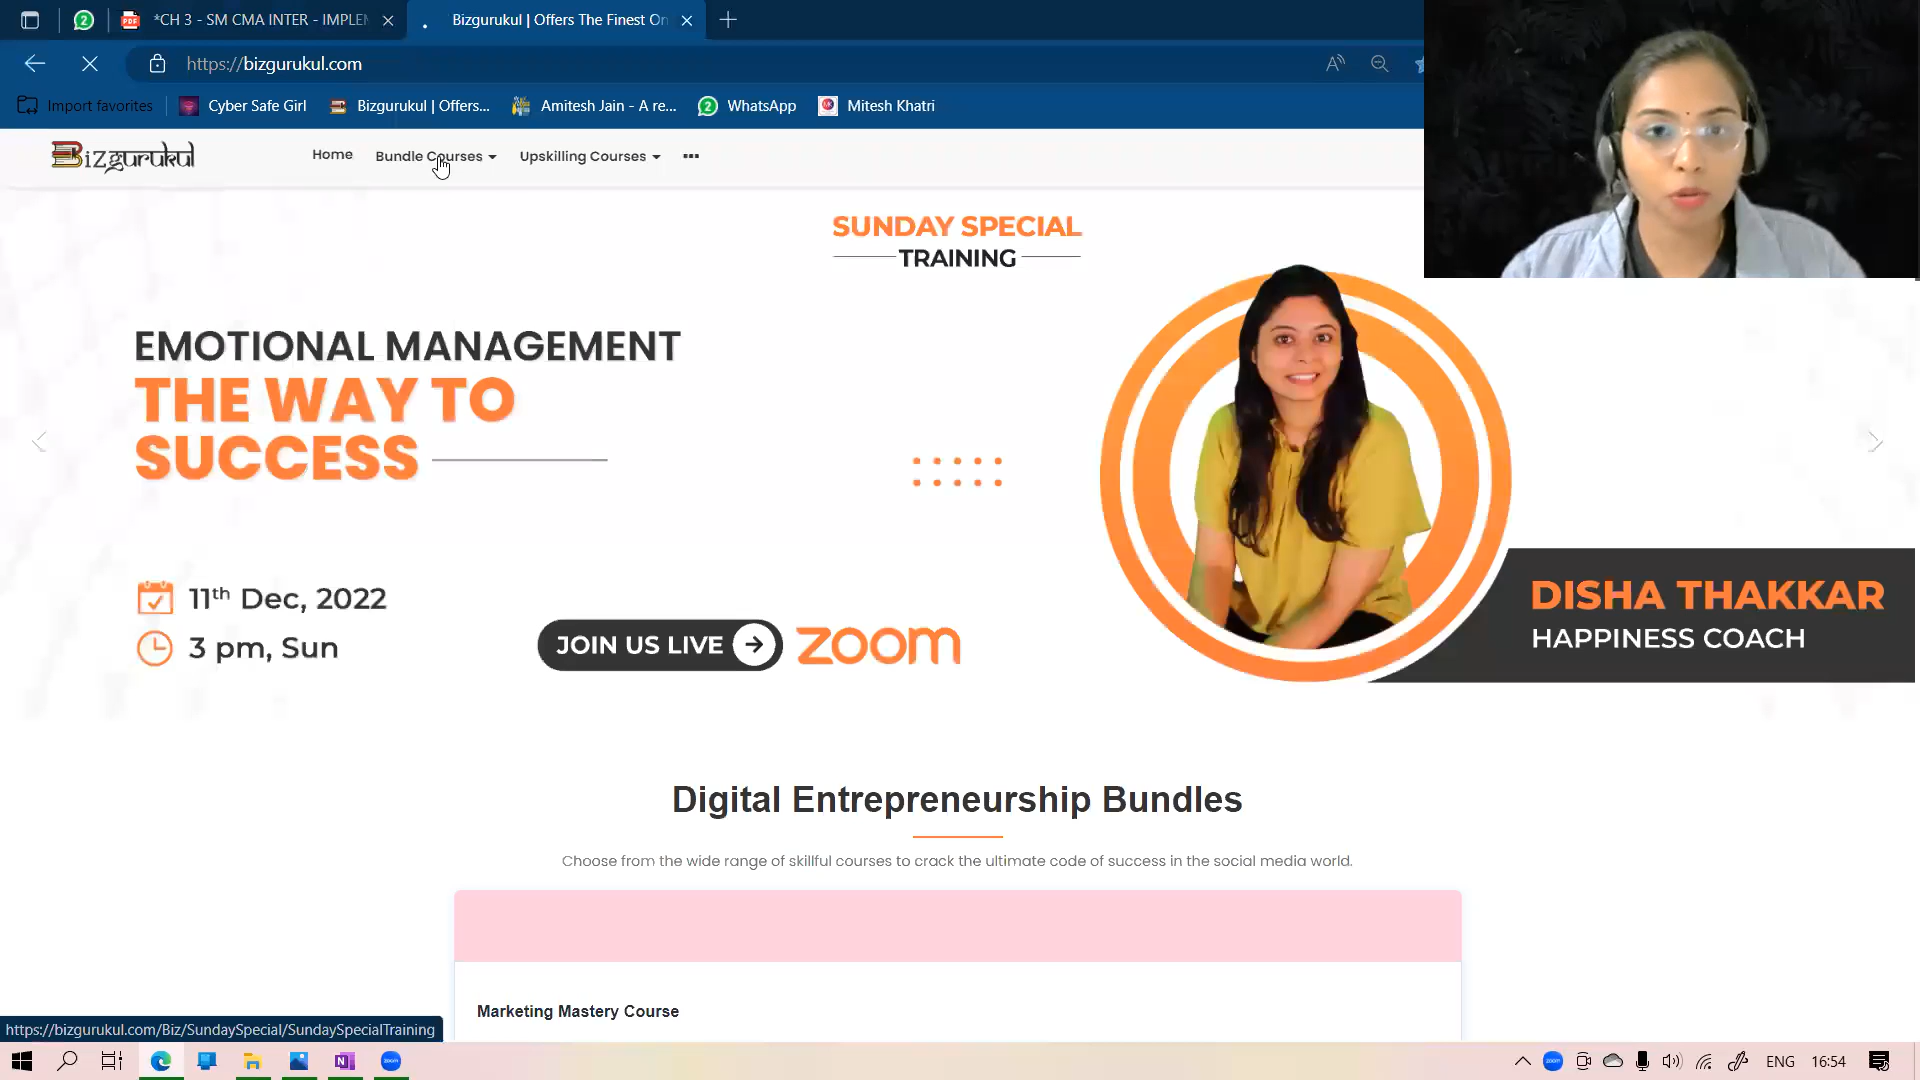 *CH 3 - SM CMA INTER - IMPLEM
Bizgurukul | Offers The Finest On
https://bizgurukul.com
Import favorites
Cyber Safe Girl
Bizgurukul | Offers...
Amitesh Jain - A re...
WhatsApp
Mitesh Khatri
Bizgurukul
Home
Bundle Courses
Upskilling Courses
SUNDAY SPECIAL
TRAINING
EMOTIONAL MANAGEMENT
THE WAY TO
SUCCESS
11th Dec, 2022
3 pm, Sun
JOIN US LIVE
zoom
DISHA THAKKAR
HAPPINESS COACH
Digital Entrepreneurship Bundles
Choose from the wide range of skillful courses to crack the ultimate code of success in the social media world.
Marketing Mastery Course
https://bizgurukul.com/Biz/SundaySpecial/SundaySpecialTraining
ENG
16:54